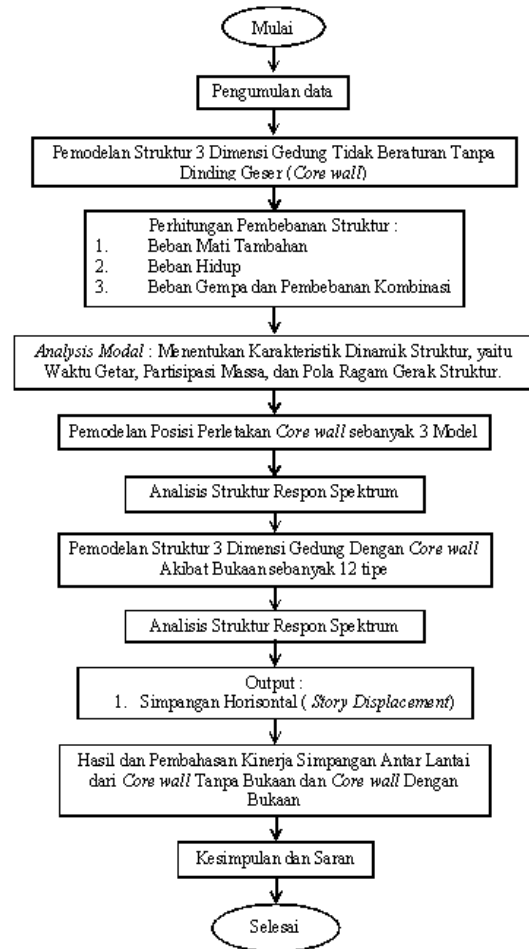 Mulai
Pengumulan data
Pemodelan Struktur 3 Dimensi Gedung Tidak Beraturan Tanpa
Dinding Geser (Core wall)
Perhitungan Pembebanan Struktur :
1. Beban Mati Tambahan
2. Beban Hidup
3. Beban Gempa dan Pembebanan Kombinasi
Analysis Modal : Menentukan Karakteristik Dinamik Struktur, yaitu
Waktu Getar, Partisipasi Massa, dan Pola Ragam Gerak Struktur.
Pemodelan Posisi Perletakan Core wall sebanyak 3 Model
Analisis Struktur Respon Spektrum
Pemodelan Struktur 3 Dimensi Gedung Dengan Core wall
Akibat Bukaan sebanyak 12 tipe
Analisis Struktur Respon Spektrum
Output :
1. Simpangan Horisontal ( Story Displacement)
Hasil dan Pembahasan Kinerja Simpangan Antar Lantai
dari Core wall Tanpa Bukaan dan Core wall Dengan
Bukaan
Kesimpulan dan Saran
Selesai